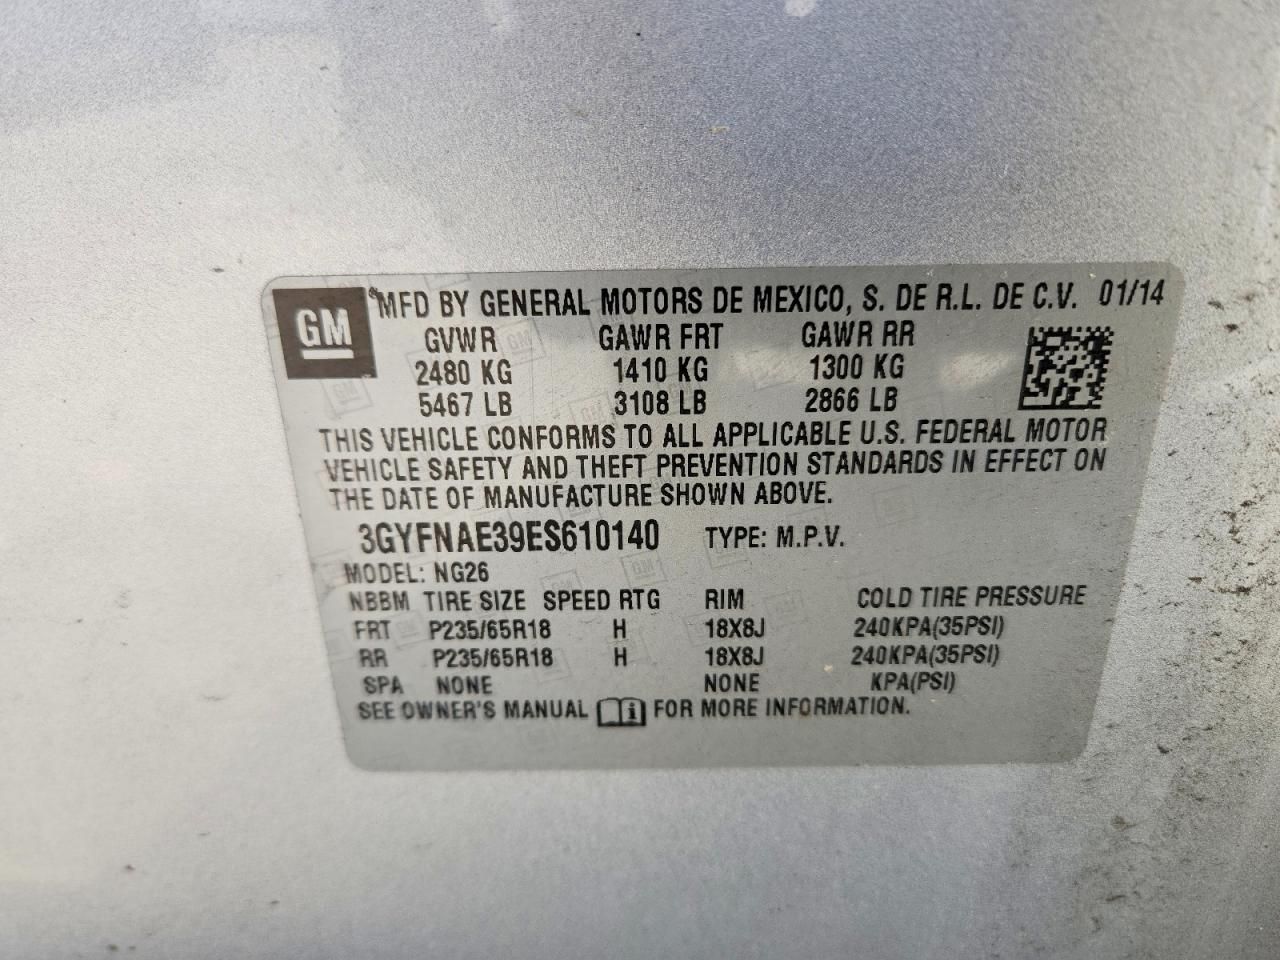 GM
MFD BY GENERAL MOTORS DE MEXICO, S. DE R.L. DE C.V. 01/14
GVWR GAWR FRT GAWR RR
2480 KG 1410 KG 1300 KG
5467 LB 3108 LB 2866 LB
THIS VEHICLE CONFORMS TO ALL APPLICABLE U.S. FEDERAL MOTOR
VEHICLE SAFETY AND THEFT PREVENTION STANDARDS IN EFFECT ON
THE DATE OF MANUFACTURE SHOWN ABOVE.
3GYFNAE39ES610140 TYPE: M.P.V.
MODEL: NG26
NBBM TIRE SIZE SPEED RTG RIM COLD TIRE PRESSURE
FRT P235/65R18 H 18X8J 240KPA(35PSI)
RR P235/65R18 H 18X8J 240KPA(35PSI)
SPA NONE NONE KPA(PSI)
SEE OWNER'S MANUAL i FOR MORE INFORMATION.